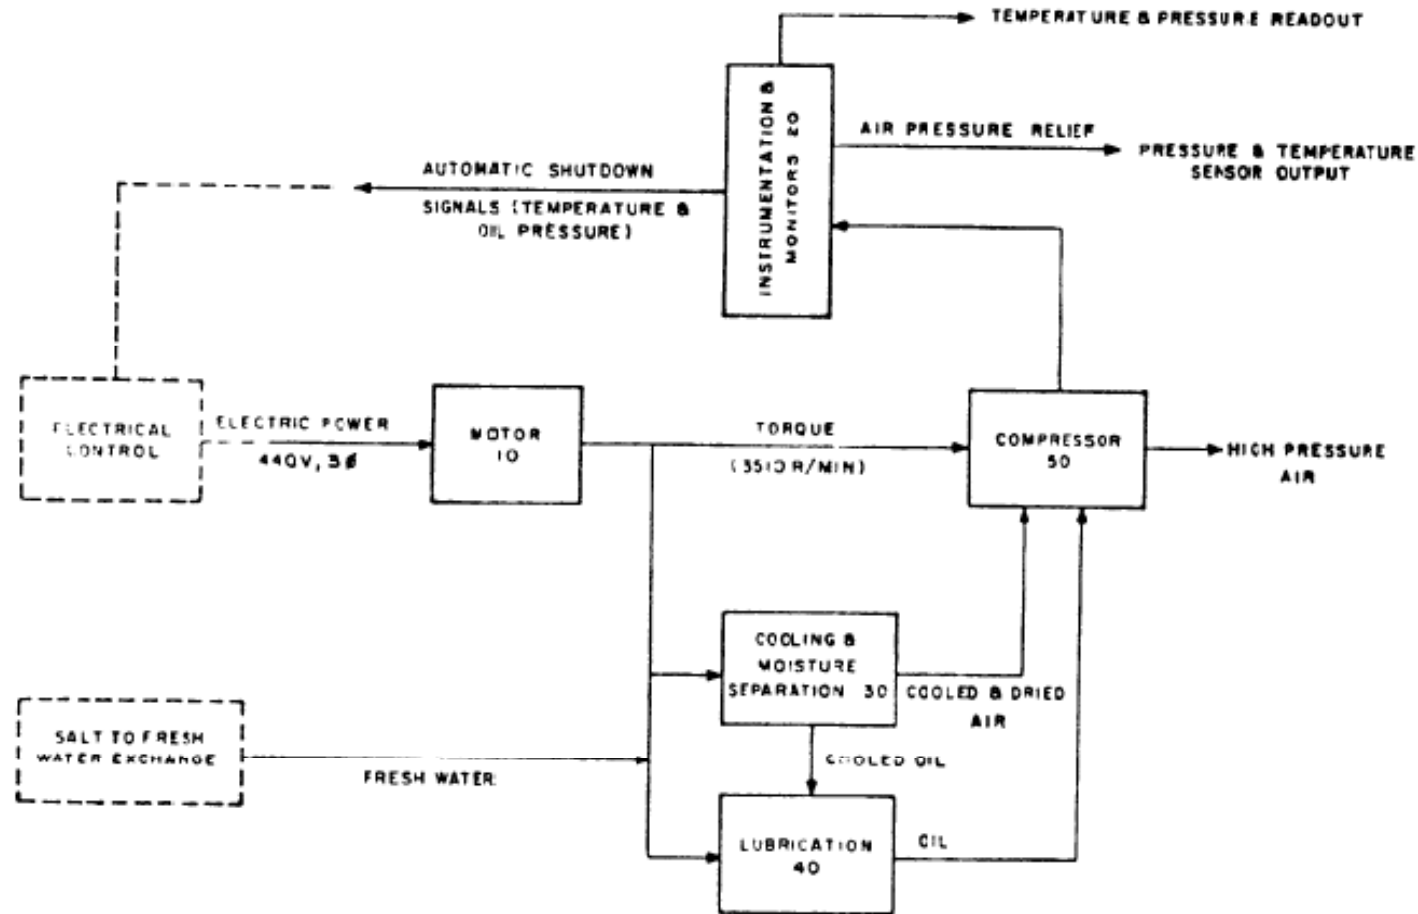 TEMPERATURE & PRESSURE READOUT
INSTRUMENTATION &
MONITORS 20
AIR PRESSURE RELIEF
PRESSURE & TEMPERATURE
SENSOR OUTPUT
AUTOMATIC SHUTDOWN
SIGNALS (TEMPERATURE &
OIL PRESSURE)
ELECTRICAL
CONTROL
ELECTRIC POWER
440V, 3Ø
MOTOR
10
TORQUE
(3510 R/MIN)
COMPRESSOR
50
HIGH PRESSURE
AIR
COOLING &
MOISTURE
SEPARATION 30
COOLED & DRIED
AIR
SALT TO FRESH
WATER EXCHANGE
FRESH WATER
COOLED OIL
LUBRICATION
40
OIL